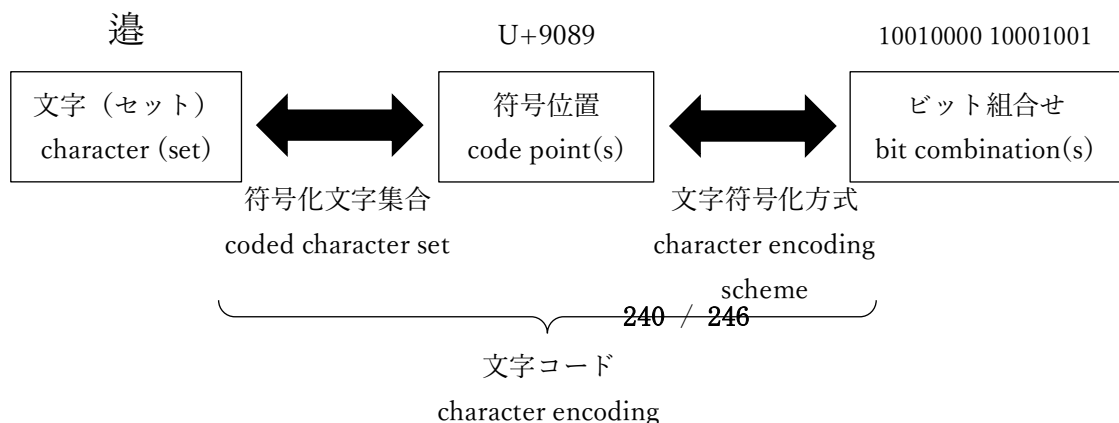 邉
U+9089
10010000 10001001
文字（セット）
character (set)
符号位置
code point(s)
ビット組合せ
bit combination(s)
符号化文字集合
coded character set
文字符号化方式
character encoding
scheme
240 / 246
文字コード
character encoding